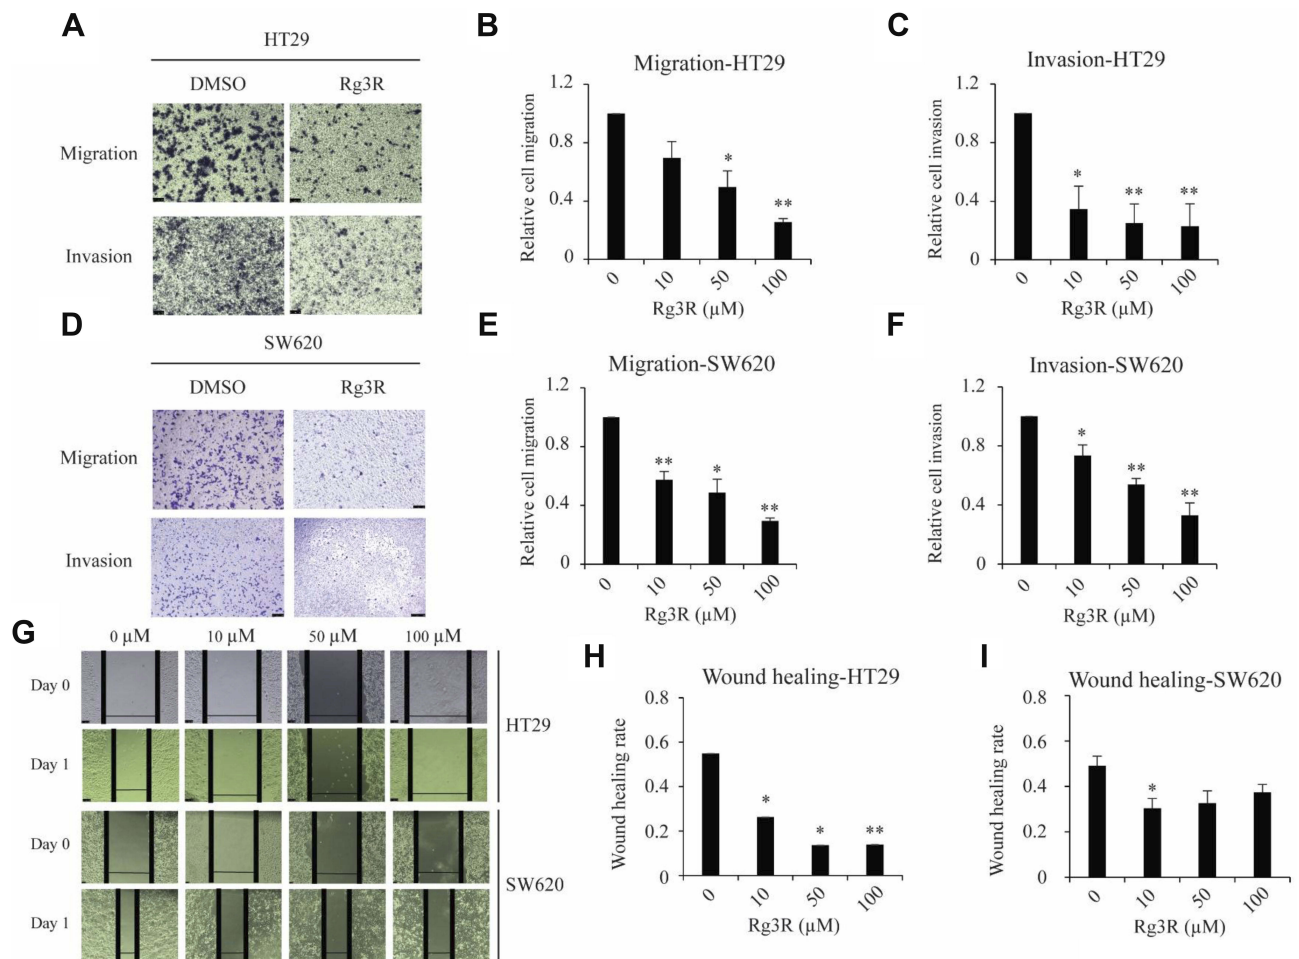 A
HT29
DMSO Rg3R
Migration
Invasion
B
Migration-HT29
Relative cell migration
1.2
0.8
0.4
0
0 10 50 100
* **
Rg3R (µM)
C
Invasion-HT29
Relative cell invasion
1.2
0.8
0.4
0
0 10 50 100
* ** **
Rg3R (µM)
D
SW620
DMSO Rg3R
Migration
Invasion
E
Migration-SW620
Relative cell migration
1.2
0.8
0.4
0
0 10 50 100
** * **
Rg3R (µM)
F
Invasion-SW620
Relative cell invasion
1.2
0.8
0.4
0
0 10 50 100
* ** **
Rg3R (µM)
G
0 µM 10 µM 50 µM 100 µM
Day 0
Day 1
HT29
Day 0
Day 1
SW620
H
Wound healing-HT29
Wound healing rate
0.8
0.6
0.4
0.2
0
0 10 50 100
* * **
Rg3R (µM)
I
Wound healing-SW620
Wound healing rate
0.8
0.6
0.4
0.2
0
0 10 50 100
*
Rg3R (µM)